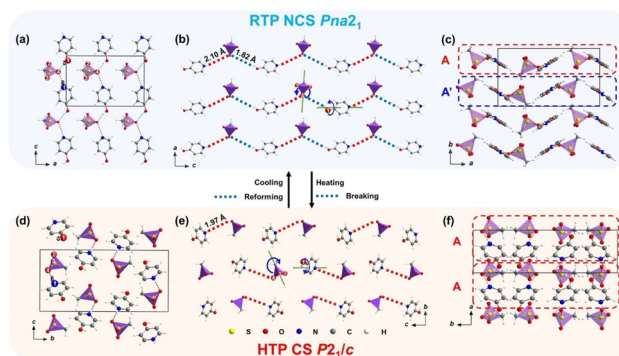 RTP NCS Pna2₁
(a)
(b)
(c)
2.10 Å
1.82 Å
A
A'
c
a
a
c
b
a
Cooling
Heating
Reforming
Breaking
(d)
(e)
(f)
1.97 Å
A
A
c
b
S O N C H
b
c
b
a
HTP CS P2₁/c